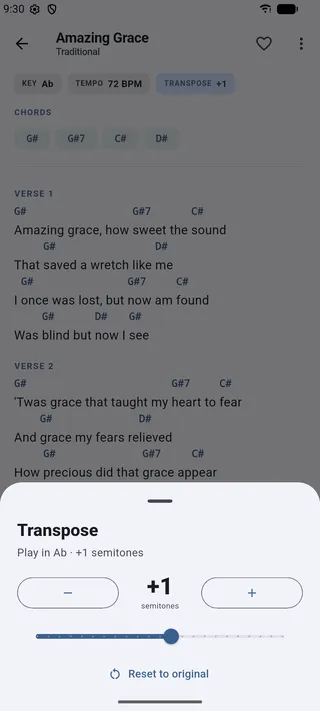 9:30
Amazing Grace
Traditional
KEY Ab TEMPO 72 BPM TRANSPOSE +1
CHORDS
G# G#7 C# D#
VERSE 1
G# G#7 C#
Amazing grace, how sweet the sound
G# D#
That saved a wretch like me
G# G#7 C#
I once was lost, but now am found
G# D# G#
Was blind but now I see
VERSE 2
G# G#7 C#
'Twas grace that taught my heart to fear
G# D#
And grace my fears relieved
G# G#7 C#
How precious did that grace appear
Transpose
Play in Ab · +1 semitones
− +1 +
semitones
Reset to original